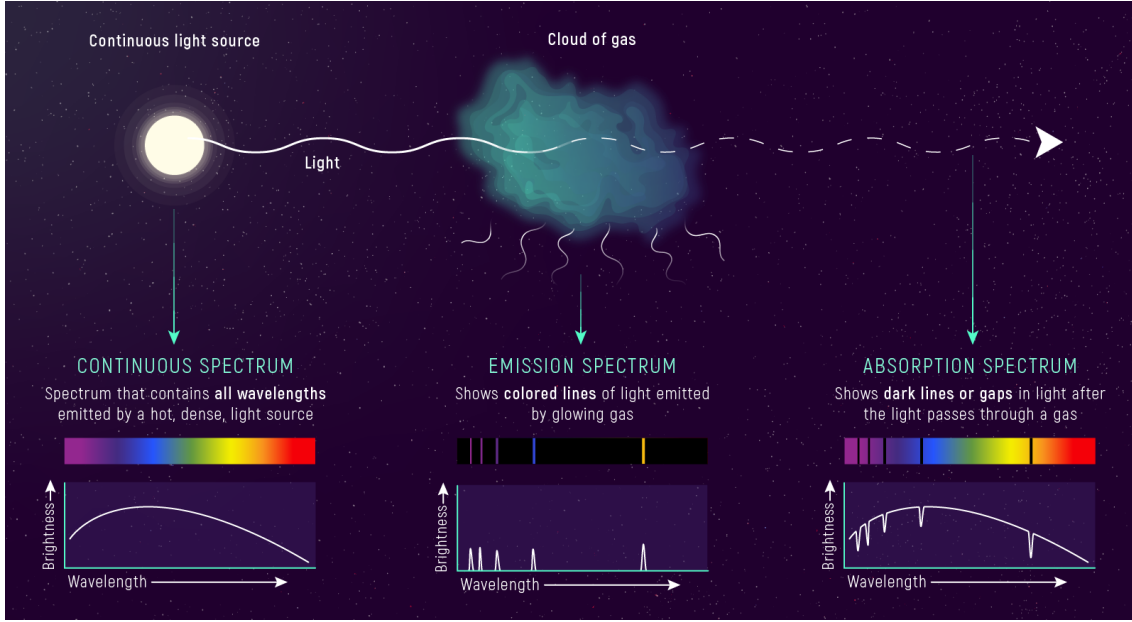 Continuous light source
Cloud of gas
Light
CONTINUOUS SPECTRUM
Spectrum that contains all wavelengths
emitted by a hot, dense, light source
Brightness
Wavelength
EMISSION SPECTRUM
Shows colored lines of light emitted
by glowing gas
Brightness
Wavelength
ABSORPTION SPECTRUM
Shows dark lines or gaps in light after
the light passes through a gas
Brightness
Wavelength